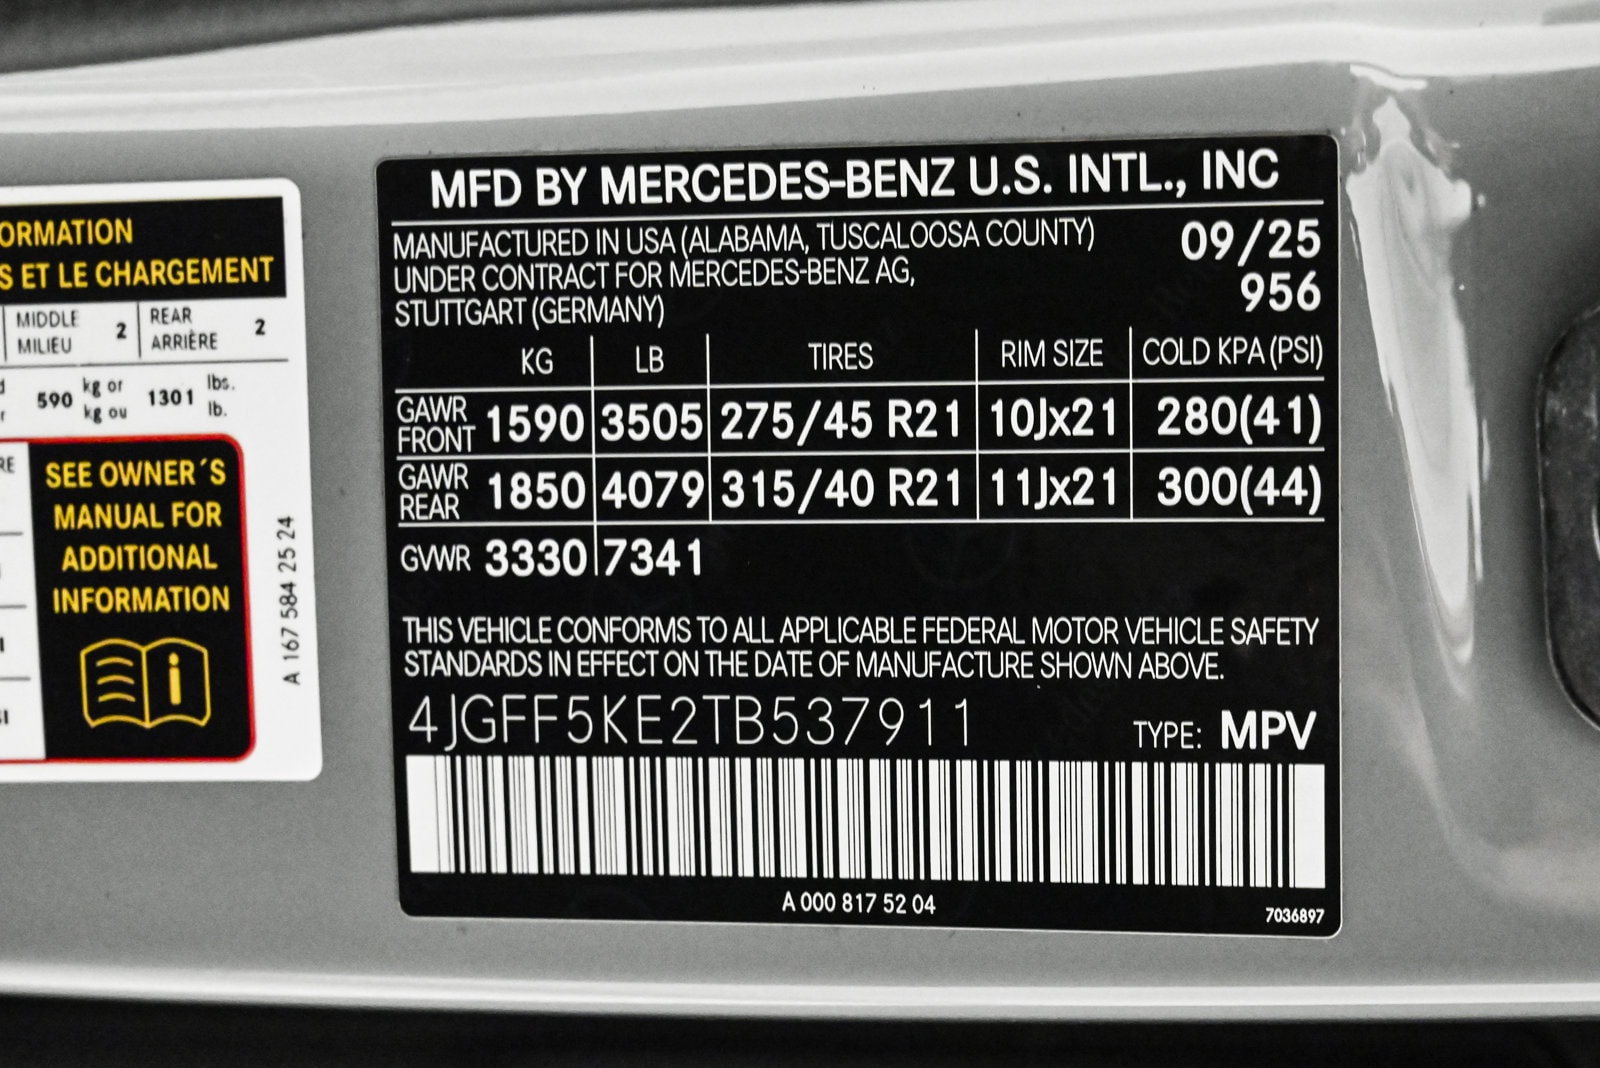 ORMATION
S ET LE CHARGEMENT
MIDDLE
MILIEU
2
REAR
ARRIÈRE
2
590 kg or
kg ou
1301 lbs.
lb.
SEE OWNER´S
MANUAL FOR
ADDITIONAL
INFORMATION
A 167 584 25 24
MFD BY MERCEDES-BENZ U.S. INTL., INC
MANUFACTURED IN USA (ALABAMA, TUSCALOOSA COUNTY)
UNDER CONTRACT FOR MERCEDES-BENZ AG,
STUTTGART (GERMANY)
09/25
956
KG LB TIRES RIM SIZE COLD KPA (PSI)
GAWR FRONT 1590 3505 275/45 R21 10Jx21 280(41)
GAWR REAR 1850 4079 315/40 R21 11Jx21 300(44)
GVWR 3330 7341
THIS VEHICLE CONFORMS TO ALL APPLICABLE FEDERAL MOTOR VEHICLE SAFETY
STANDARDS IN EFFECT ON THE DATE OF MANUFACTURE SHOWN ABOVE.
4JGFF5KE2TB537911
TYPE: MPV
A 000 817 52 04
7036897